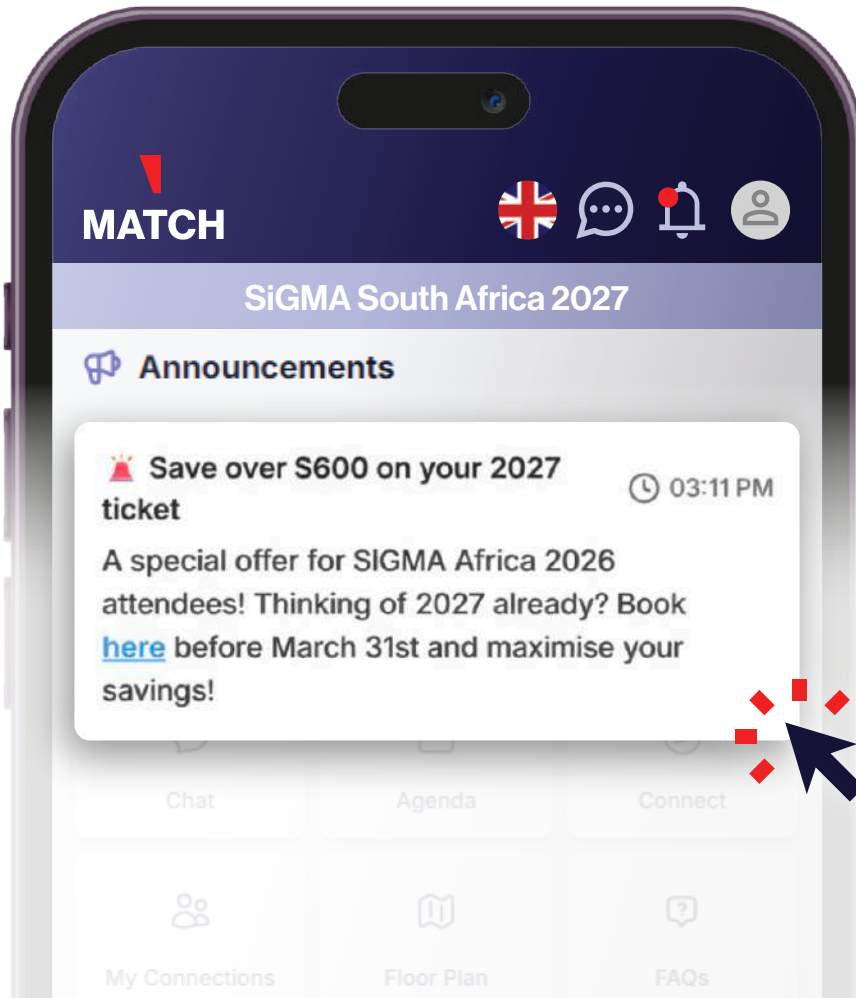 MATCH
SiGMA South Africa 2027
Announcements
Save over S600 on your 2027
ticket
03:11 PM
A special offer for SIGMA Africa 2026
attendees! Thinking of 2027 already? Book
here before March 31st and maximise your
savings!
Chat
Agenda
Connect
My Connections
Floor Plan
FAQs